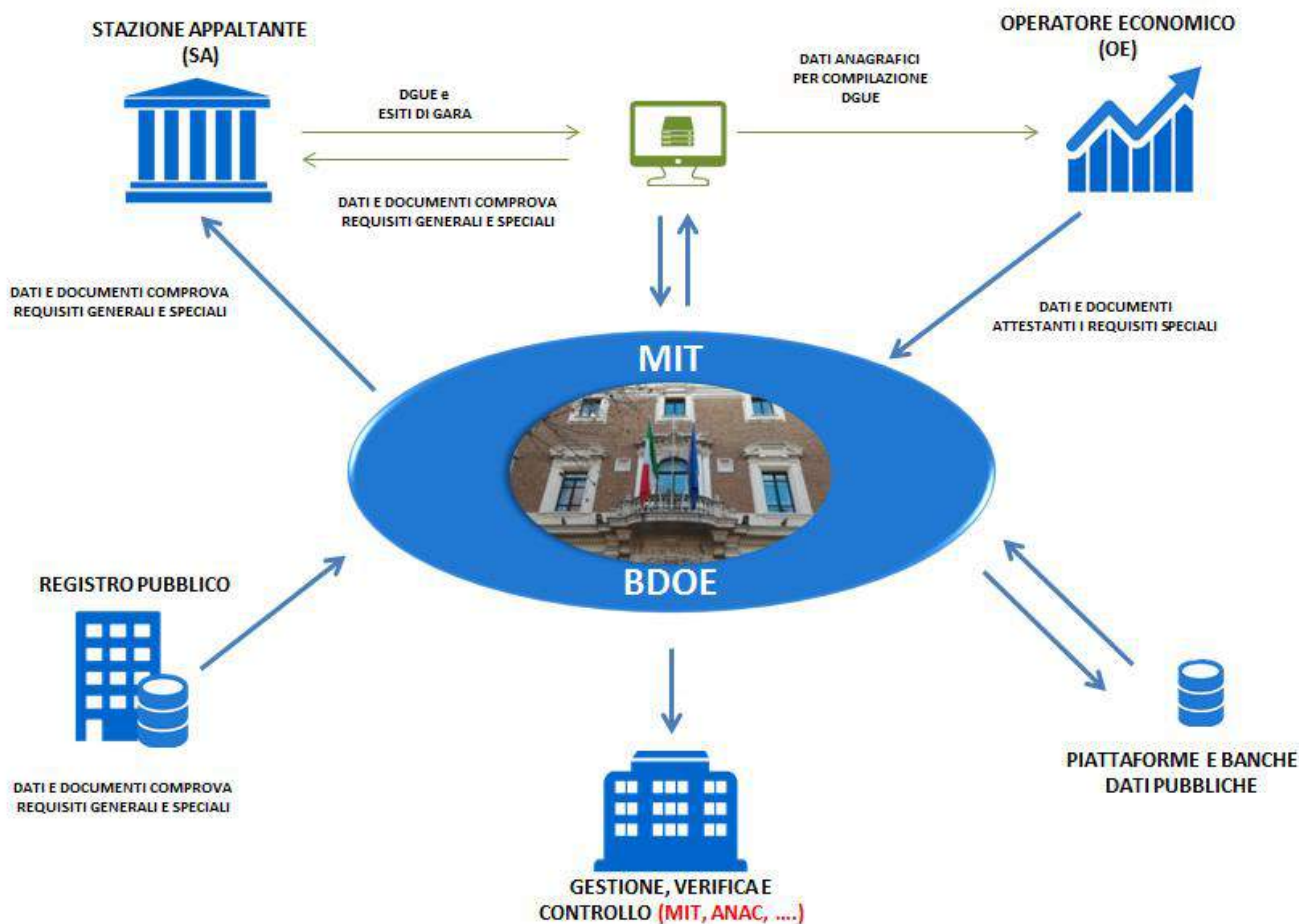 STAZIONE APPALTANTE
(SA)
OPERATORE ECONOMICO
(OE)
DGUE e
ESITI DI GARA
DATI ANAGRAFICI
PER COMPILAZIONE
DGUE
DATI E DOCUMENTI COMPROVA
REQUISITI GENERALI E SPECIALI
DATI E DOCUMENTI COMPROVA
REQUISITI GENERALI E SPECIALI
DATI E DOCUMENTI
ATTESTANTI I REQUISITI SPECIALI
MIT
BDOE
REGISTRO PUBBLICO
DATI E DOCUMENTI COMPROVA
REQUISITI GENERALI E SPECIALI
PIATTAFORME E BANCHE
DATI PUBBLICHE
GESTIONE, VERIFICA E
CONTROLLO (MIT, ANAC, ....)